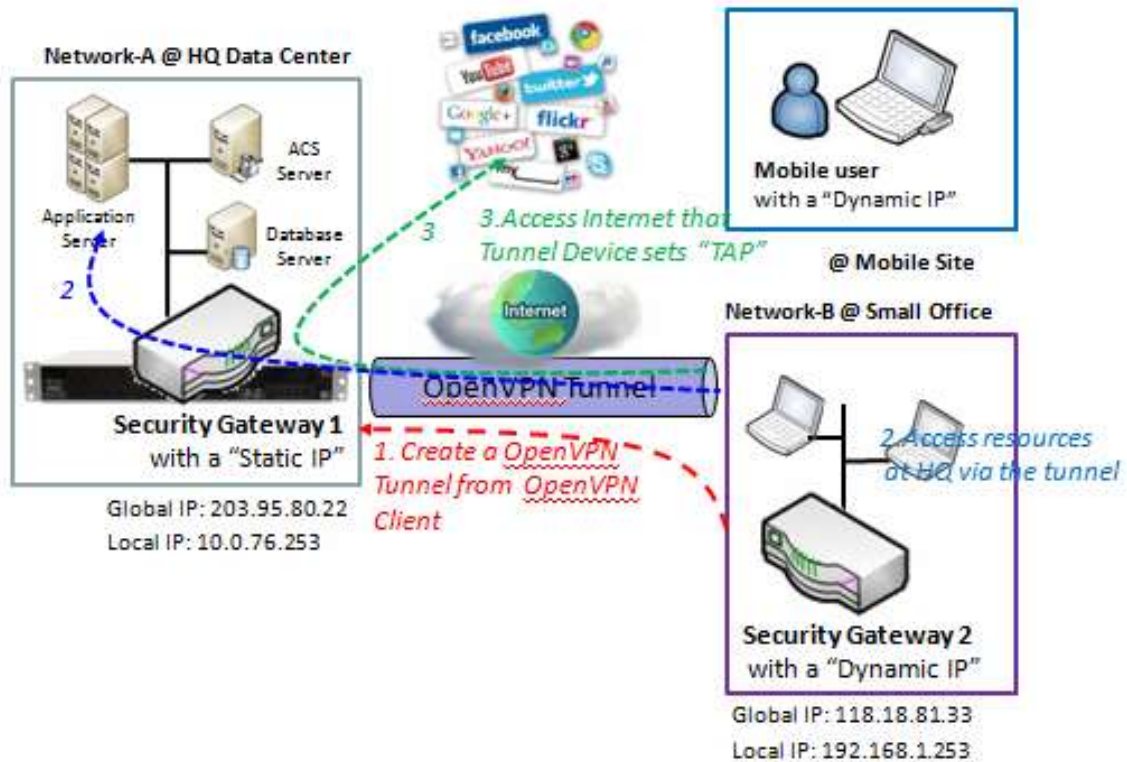 Network-A @ HQ Data Center
ACS
Server
Application
Server
Database
Server
2
Security Gateway 1
with a "Static IP"
Global IP: 203.95.80.22
Local IP: 10.0.76.253
facebook
YouTube
twitter
Google+
flickr
YAHOO!
3
3.Access Internet that
Tunnel Device sets "TAP"
Internet
OpenVPN Tunnel
1. Create a OpenVPN
Tunnel from OpenVPN
Client
Mobile user
with a "Dynamic IP"
@ Mobile Site
Network-B @ Small Office
2.Access resources
at HQ via the tunnel
Security Gateway 2
with a "Dynamic IP"
Global IP: 118.18.81.33
Local IP: 192.168.1.253